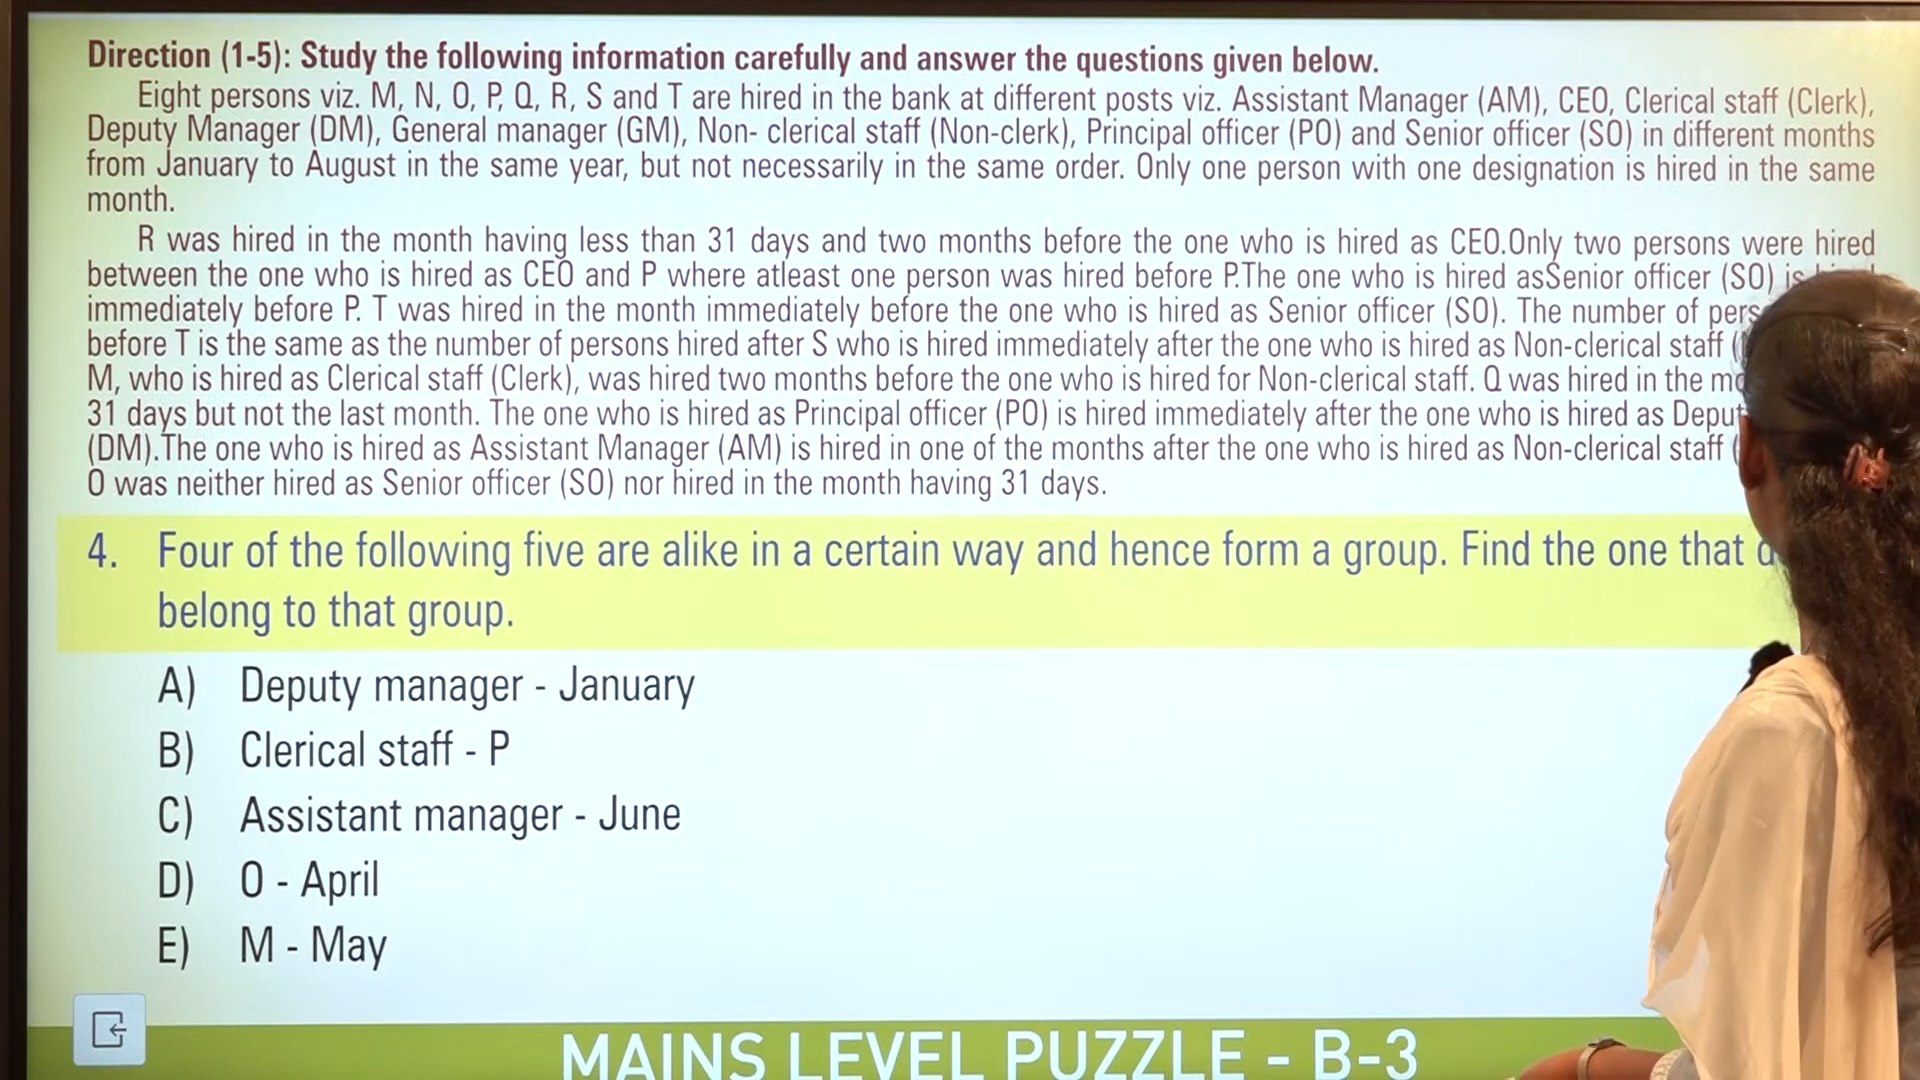 Direction (1-5): Study the following information carefully and answer the questions given below.
Eight persons viz. M, N, O, P, Q, R, S and T are hired in the bank at different posts viz. Assistant Manager (AM), CEO, Clerical staff (Clerk),
Deputy Manager (DM), General manager (GM), Non- clerical staff (Non-clerk), Principal officer (PO) and Senior officer (SO) in different months
from January to August in the same year, but not necessarily in the same order. Only one person with one designation is hired in the same
month.
R was hired in the month having less than 31 days and two months before the one who is hired as CEO.Only two persons were hired
between the one who is hired as CEO and P where atleast one person was hired before P.The one who is hired asSenior officer (SO) is
immediately before P. T was hired in the month immediately before the one who is hired as Senior officer (SO). The number of pers
before T is the same as the number of persons hired after S who is hired immediately after the one who is hired as Non-clerical staff (
M, who is hired as Clerical staff (Clerk), was hired two months before the one who is hired for Non-clerical staff. Q was hired in the mo
31 days but not the last month. The one who is hired as Principal officer (PO) is hired immediately after the one who is hired as Deput
(DM).The one who is hired as Assistant Manager (AM) is hired in one of the months after the one who is hired as Non-clerical staff (
O was neither hired as Senior officer (SO) nor hired in the month having 31 days.
4. Four of the following five are alike in a certain way and hence form a group. Find the one that
belong to that group.
A) Deputy manager - January
B) Clerical staff - P
C) Assistant manager - June
D) O - April
E) M - May
MAINS LEVEL PUZZLE - B-3